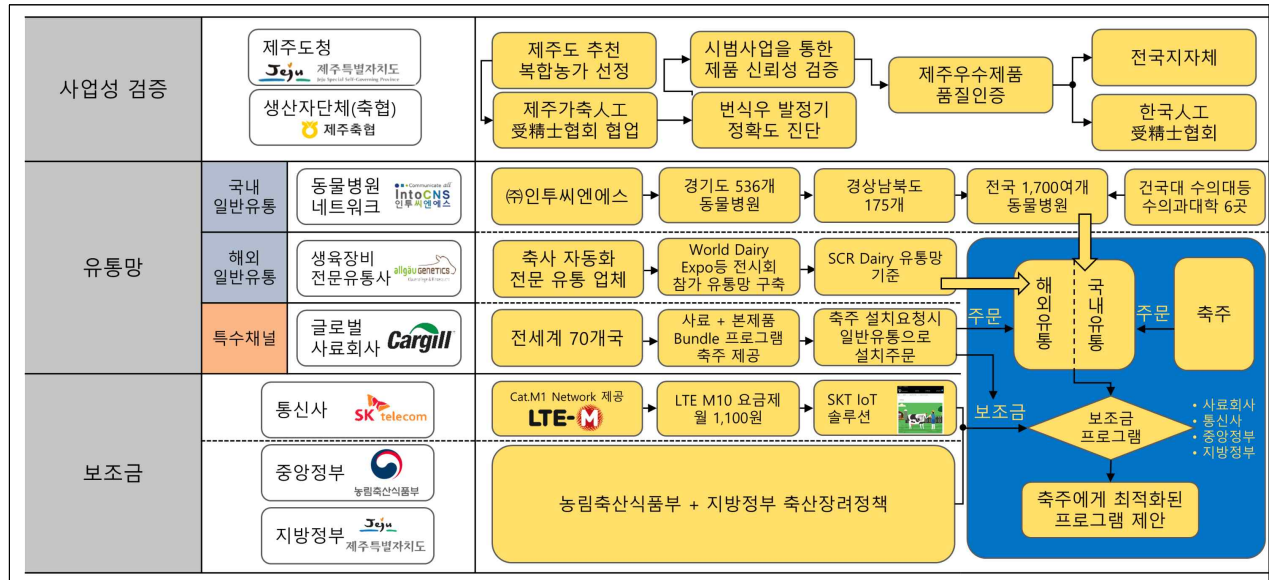 사업성 검증
제주도청
Jeju 제주특별자치도
Jeju Special Self-Governing Province
생산자단체(축협)
제주축협
제주도 추천
복합농가 선정
제주가축人工
受精士협회 협업
시범사업을 통한
제품 신뢰성 검증
번식우 발정기
정확도 진단
제주우수제품
품질인증
전국지자체
한국人工
受精士협회
유통망
국내
일반유통
동물병원
네트워크
intoCNS
인투씨엔에스
㈜인투씨엔에스
경기도 536개
동물병원
경상남북도
175개
전국 1,700여개
동물병원
건국대 수의대등
수의과대학 6곳
해외
일반유통
생육장비
전문유통사
allgäu GENETICS
축사 자동화
전문 유통 업체
World Dairy
Expo등 전시회
참가 유통망 구축
SCR Dairy 유통망
기준
특수채널
글로벌
사료회사
Cargill
전세계 70개국
사료 + 본제품
Bundle 프로그램
축주 제공
축주 설치요청시
일반유통으로
설치주문
주문
해외유통
국내유통
주문
축주
보조금
보조금
통신사
SK telecom
Cat.M1 Network 제공
LTE-M
LTE M10 요금제
월 1,100원
SKT IoT
솔루션
보조금
프로그램
• 사료회사
• 통신사
• 중앙정부
• 지방정부
중앙정부
농림축산식품부
지방정부
Jeju
제주특별자치도
농림축산식품부 + 지방정부 축산장려정책
축주에게 최적화된
프로그램 제안